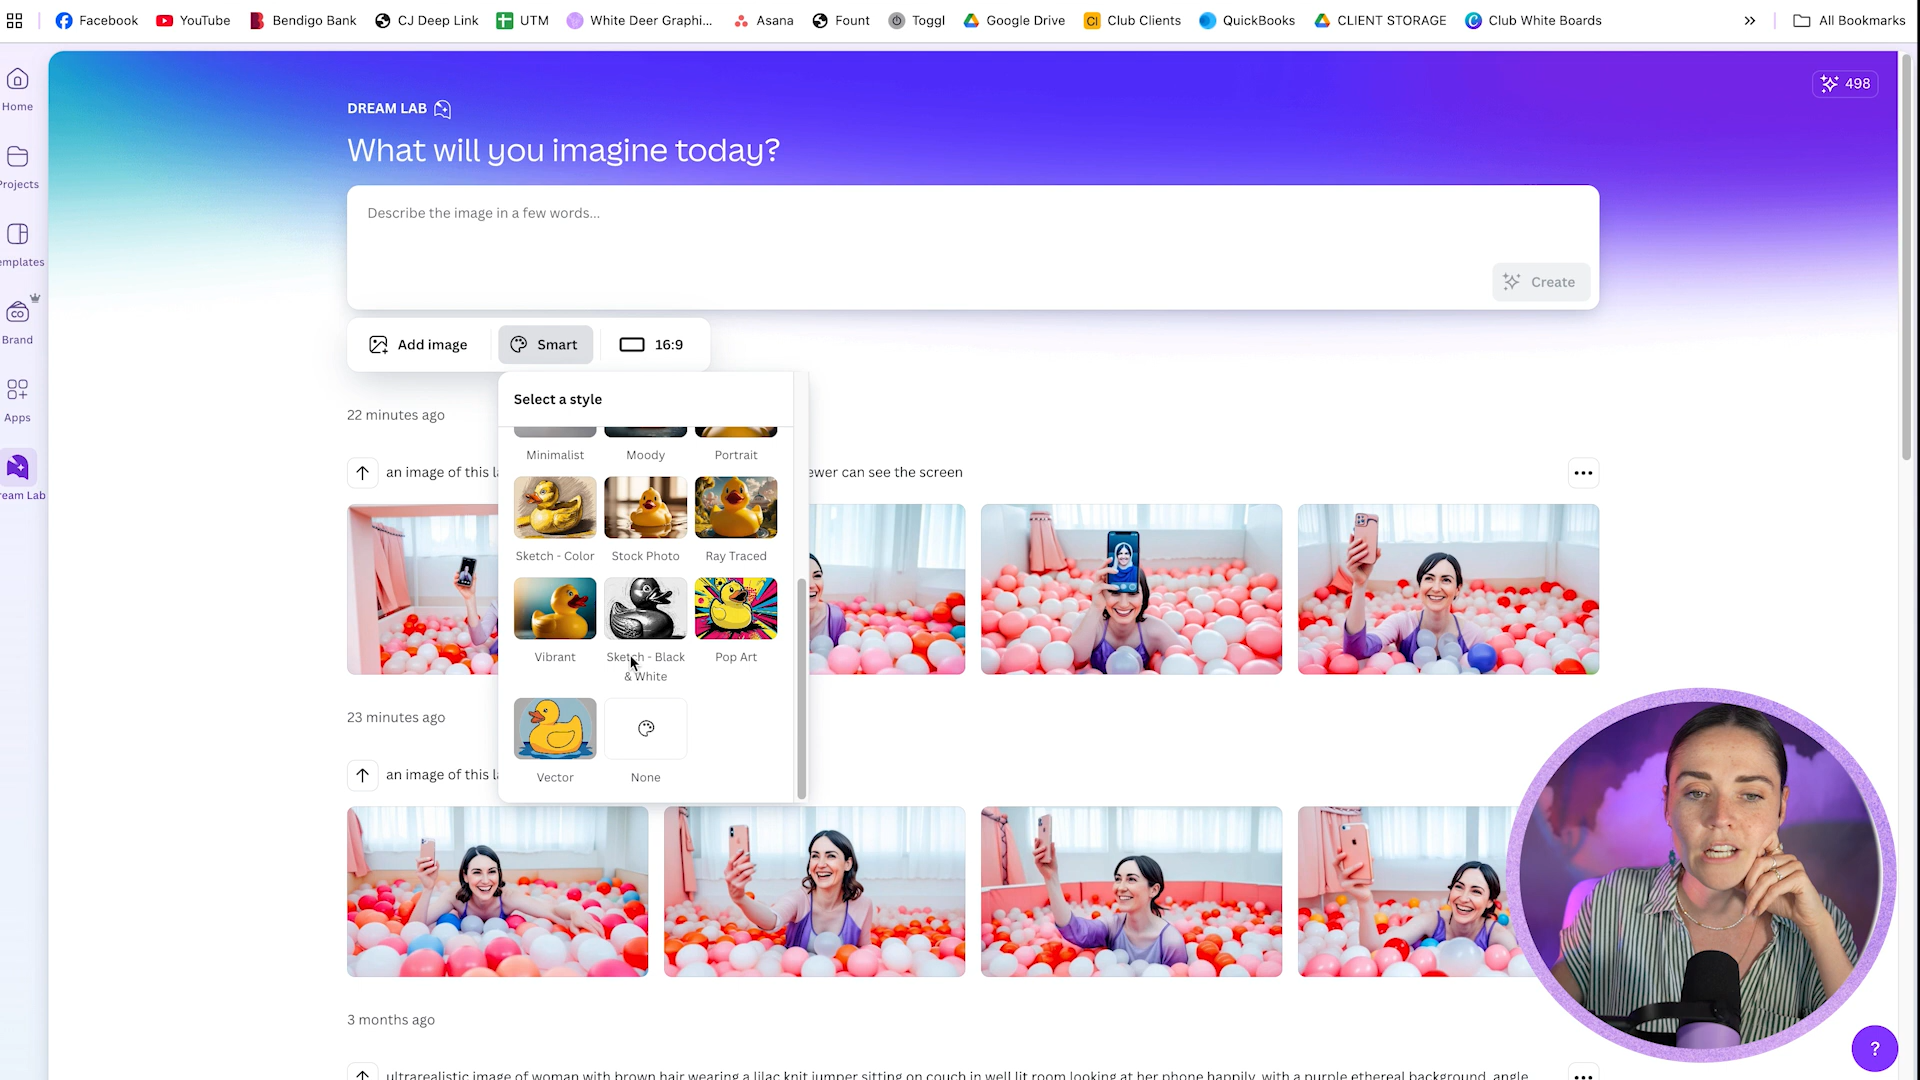 Facebook YouTube Bendigo Bank CJ Deep Link UTM White Deer Graphi... Asana Fount Toggl Google Drive Club Clients QuickBooks CLIENT STORAGE Club White Boards » All Bookmarks
Home
Projects
emplates
Brand
Apps
ream Lab
498
DREAM LAB
What will you imagine today?
Describe the image in a few words...
Create
Add image Smart 16:9
Select a style
Minimalist Moody Portrait
Sketch - Color Stock Photo Ray Traced
Vibrant Sketch - Black & White Pop Art
Vector None
22 minutes ago
an image of this l ewer can see the screen
23 minutes ago
an image of this l
3 months ago
ultrarealistic image of woman with brown hair wearing a lilac knit jumper sitting on couch in well lit room looking at her phone happily, with a purple ethereal background, angle
?